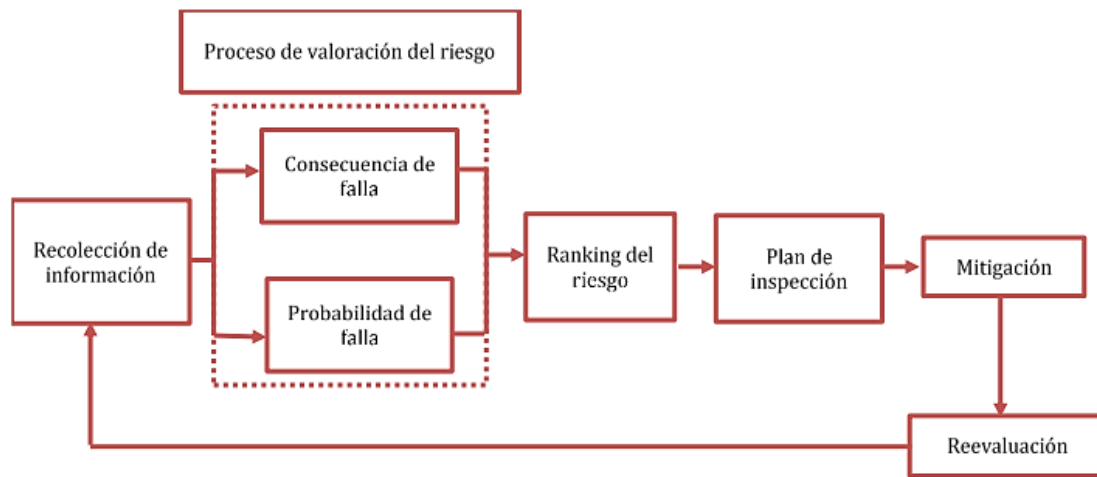 Proceso de valoración del riesgo
Consecuencia de
falla
Recolección de
información
Probabilidad de
falla
Ranking del
riesgo
Plan de
inspección
Mitigación
Reevaluación